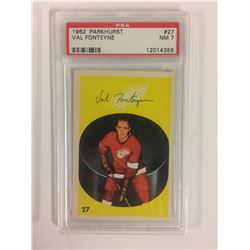 PSA
1962 PARKHURST #27
VAL FONTEYNE NM 7
12014356
Val Fonteyne
27